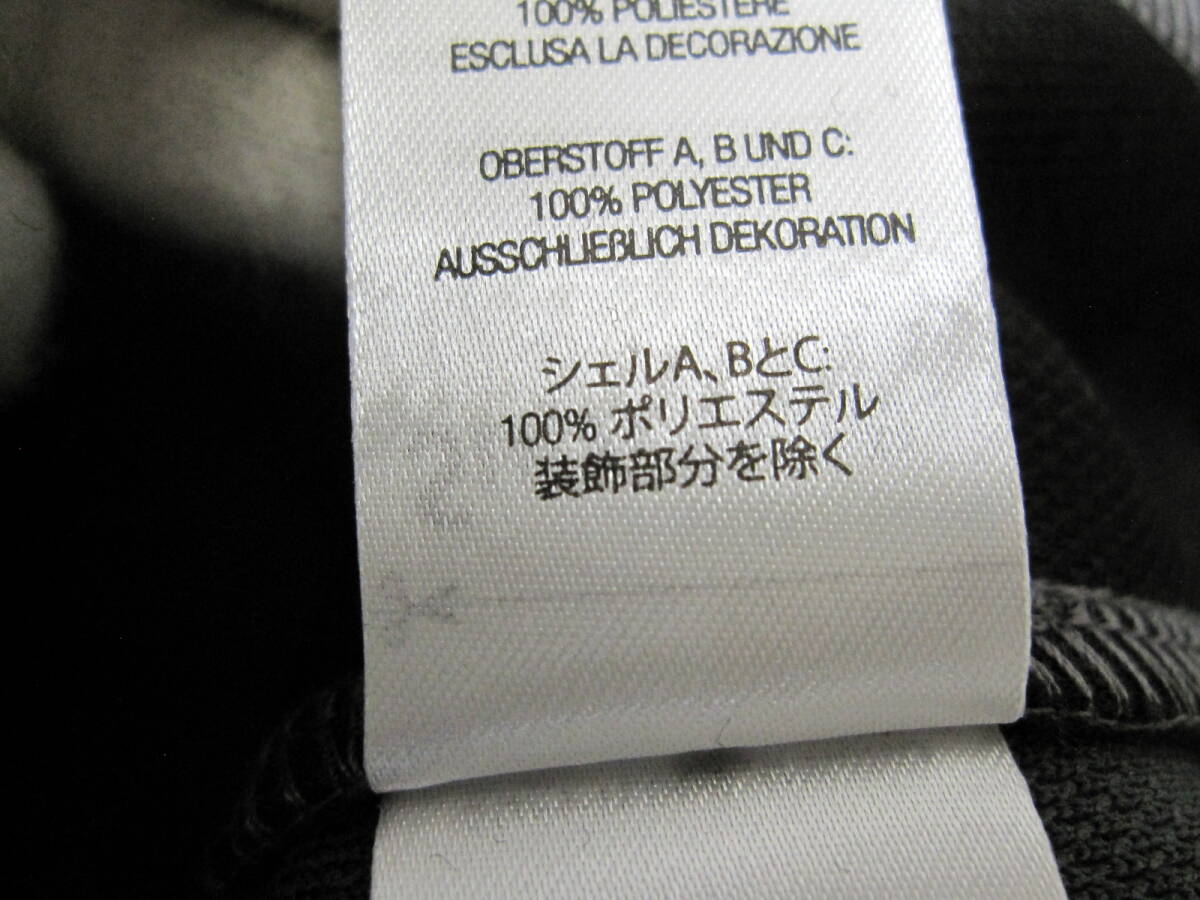 100% POLIESTERE
ESCLUSA LA DECORAZIONE
OBERSTOFF A, B UND C:
100% POLYESTER
AUSSCHLIEßLICH DEKORATION
シェルA、BとC:
100% ポリエステル
装飾部分を除く